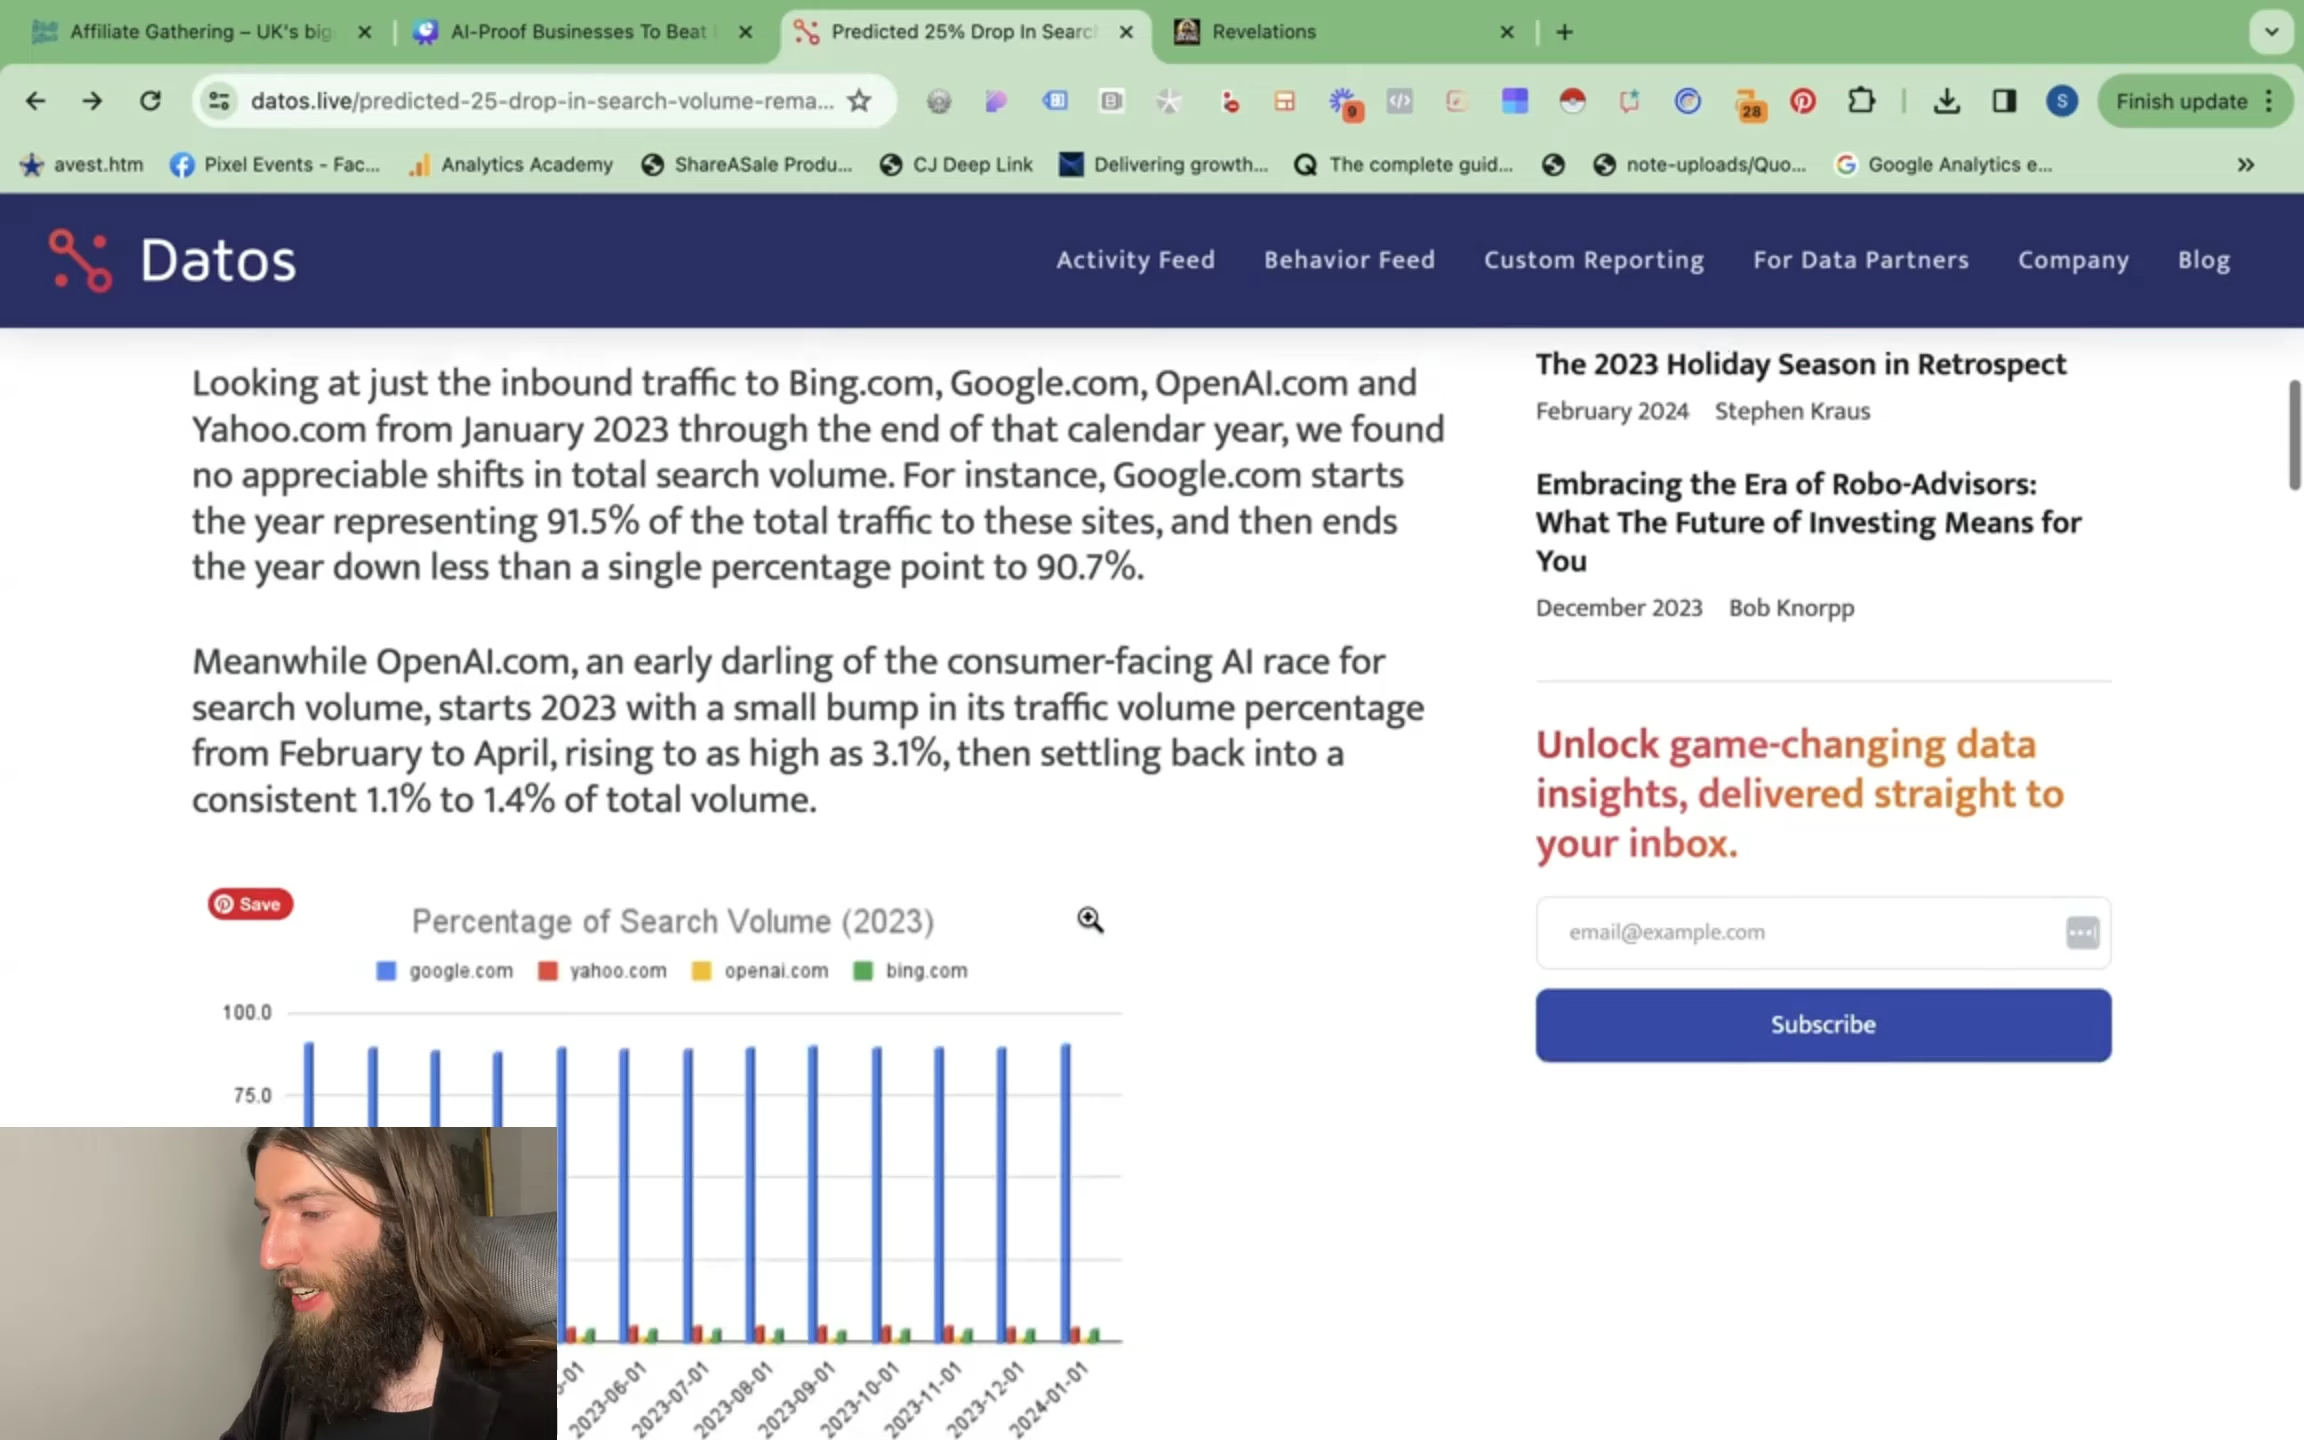 Affiliate Gathering – UK's big
AI-Proof Businesses To Beat
Predicted 25% Drop In Searc
Revelations
datos.live/predicted-25-drop-in-search-volume-rema...
9
28
S
Finish update
avest.htm
Pixel Events - Fac...
Analytics Academy
ShareASale Produ...
CJ Deep Link
Delivering growth...
The complete guid...
note-uploads/Quo...
Google Analytics e...
Datos
Activity Feed
Behavior Feed
Custom Reporting
For Data Partners
Company
Blog
Looking at just the inbound traffic to Bing.com, Google.com, OpenAI.com and
Yahoo.com from January 2023 through the end of that calendar year, we found
no appreciable shifts in total search volume. For instance, Google.com starts
the year representing 91.5% of the total traffic to these sites, and then ends
the year down less than a single percentage point to 90.7%.
Meanwhile OpenAI.com, an early darling of the consumer-facing AI race for
search volume, starts 2023 with a small bump in its traffic volume percentage
from February to April, rising to as high as 3.1%, then settling back into a
consistent 1.1% to 1.4% of total volume.
Save
Percentage of Search Volume (2023)
google.com
yahoo.com
openai.com
bing.com
100.0
75.0
2023-06-01
2023-07-01
2023-08-01
2023-09-01
2023-10-01
2023-11-01
2023-12-01
2024-01-01
The 2023 Holiday Season in Retrospect
February 2024 Stephen Kraus
Embracing the Era of Robo-Advisors:
What The Future of Investing Means for
You
December 2023 Bob Knorpp
Unlock game-changing data
insights, delivered straight to
your inbox.
email@example.com
Subscribe